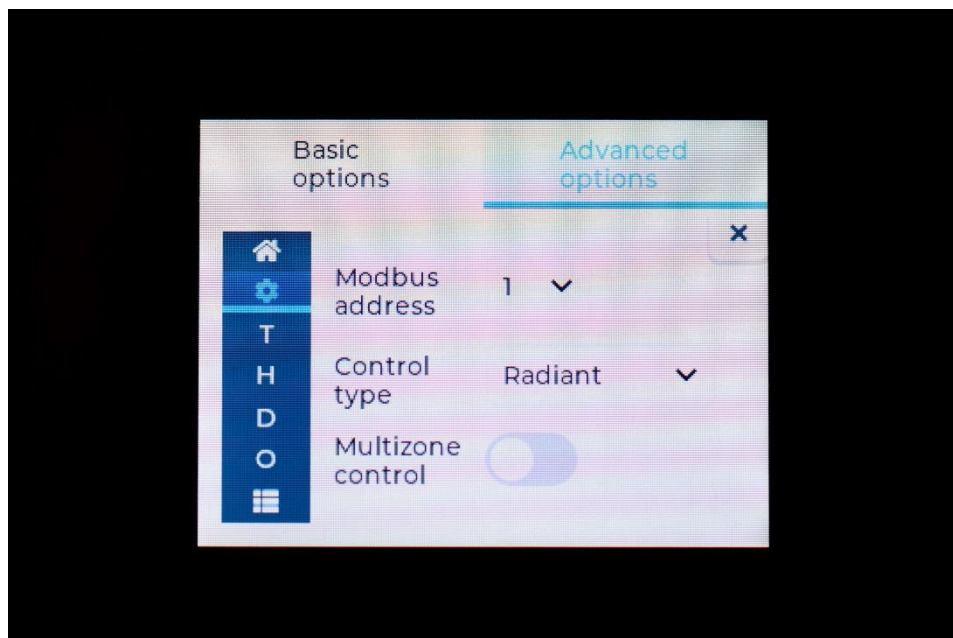 Basic
options
Advanced
options
Modbus
address
1
Control
type
Radiant
Multizone
control
T
H
D
O